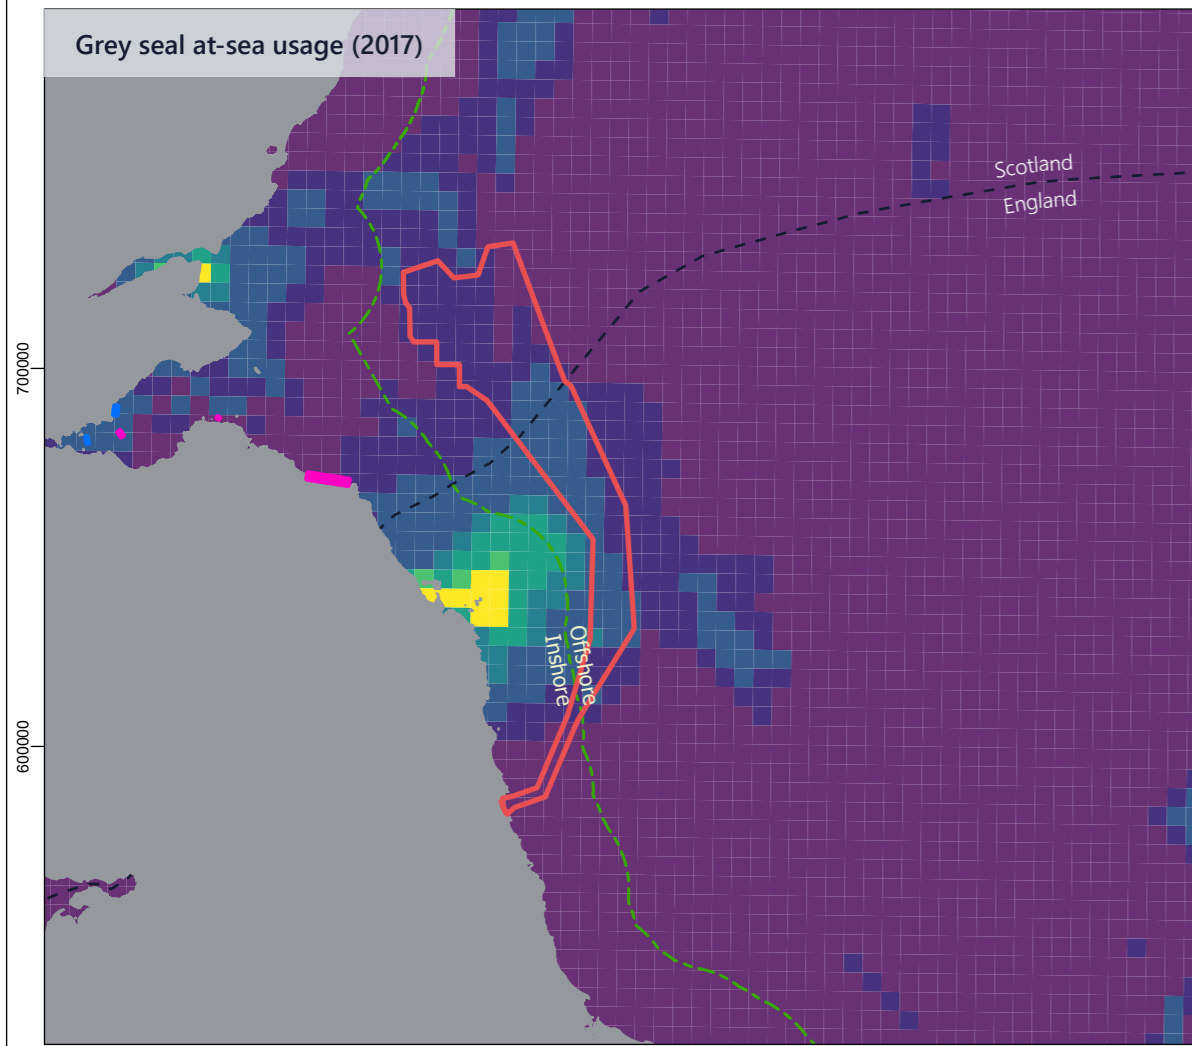 Grey seal at-sea usage (2017)
Scotland
England
700000
Offshore
Inshore
600000